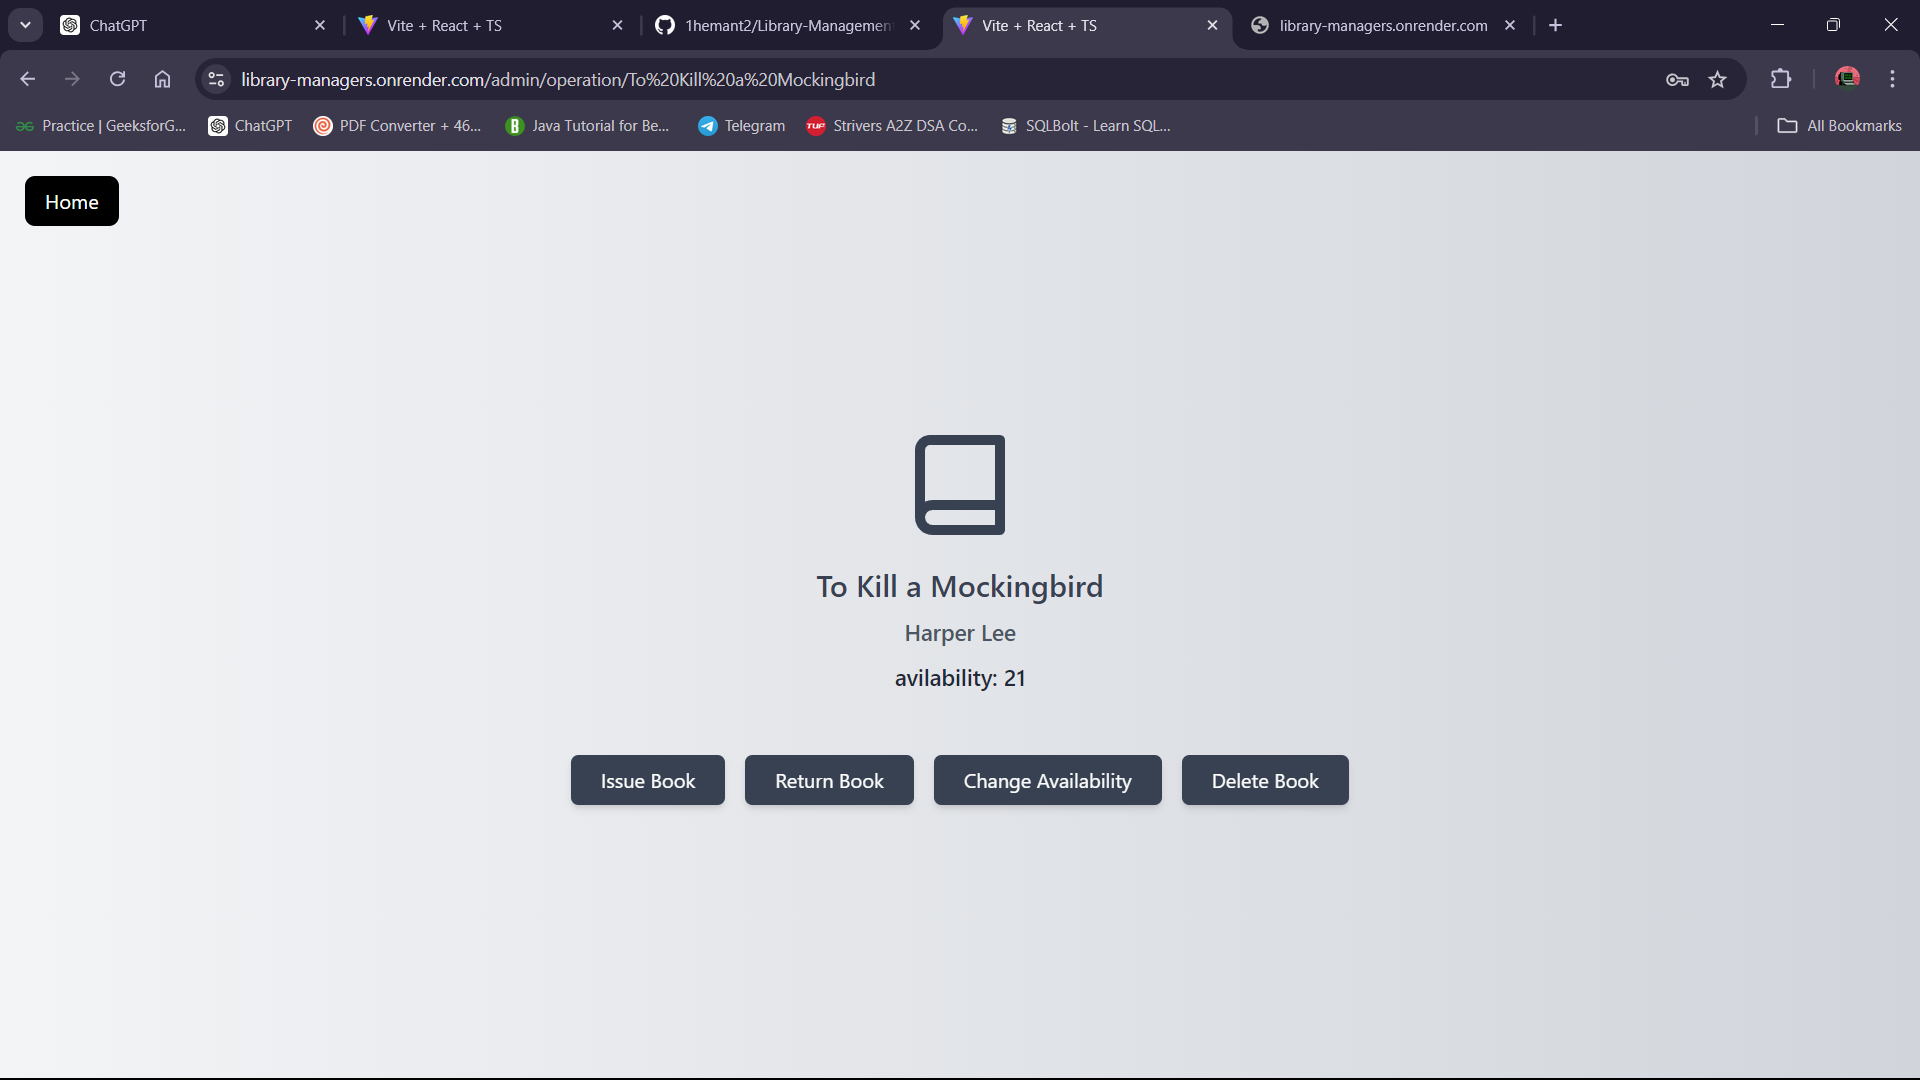 ChatGPT
Vite + React + TS
1hemant2/Library-Managemen
Vite + React + TS
library-managers.onrender.com
library-managers.onrender.com/admin/operation/To%20Kill%20a%20Mockingbird
Practice | GeeksforG...
ChatGPT
PDF Converter + 46...
Java Tutorial for Be...
Telegram
TUF
Strivers A2Z DSA Co...
SQLBolt - Learn SQL...
All Bookmarks
Home
To Kill a Mockingbird
Harper Lee
avilability: 21
Issue Book
Return Book
Change Availability
Delete Book